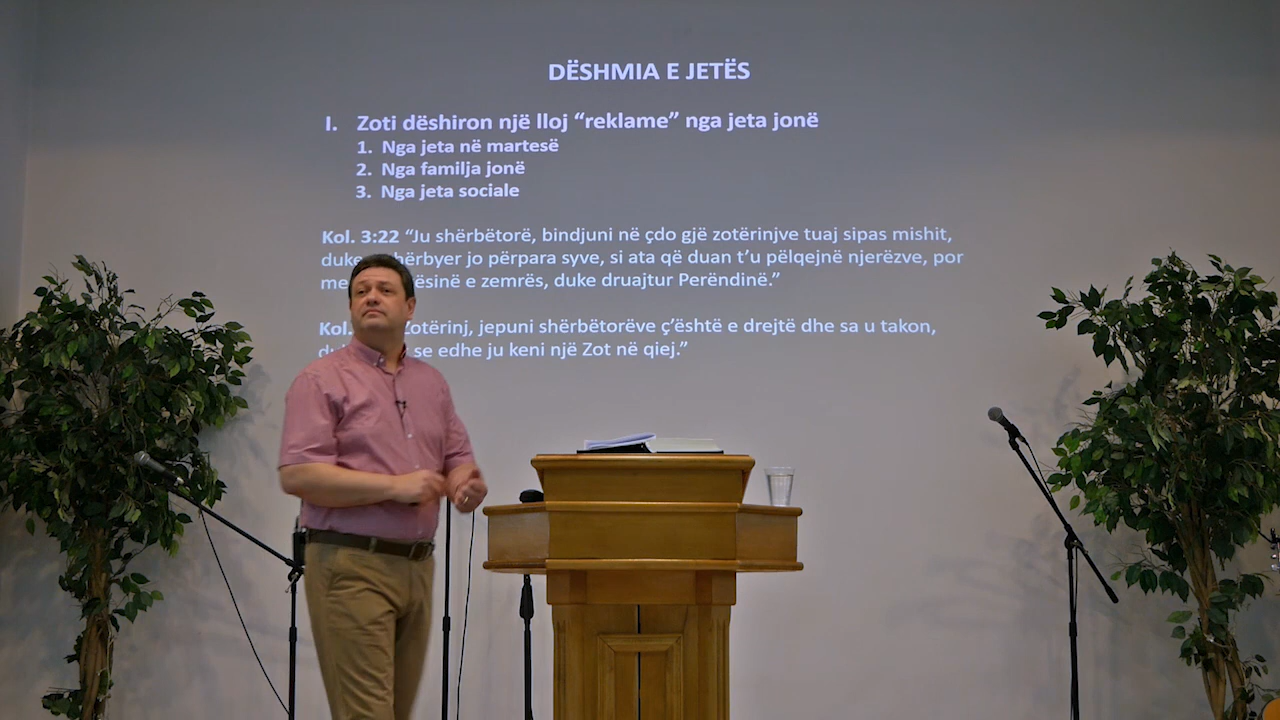 DËSHMIA E JETËS
I. Zoti dëshiron një lloj “reklame” nga jeta jonë
1. Nga jeta në martesë
2. Nga familja jonë
3. Nga jeta sociale
Kol. 3:22 “Ju shërbëtorë, bindjuni në çdo gjë zotërinjve tuaj sipas mishit,
jo përpara syve, si ata që duan t’u pëlqejnë njerëzve, por
e zemrës, duke druajtur Perëndinë.”
Kol. jepuni shërbëtorëve ç’është e drejtë dhe sa u takon,
se edhe ju keni një Zot në qiej.”